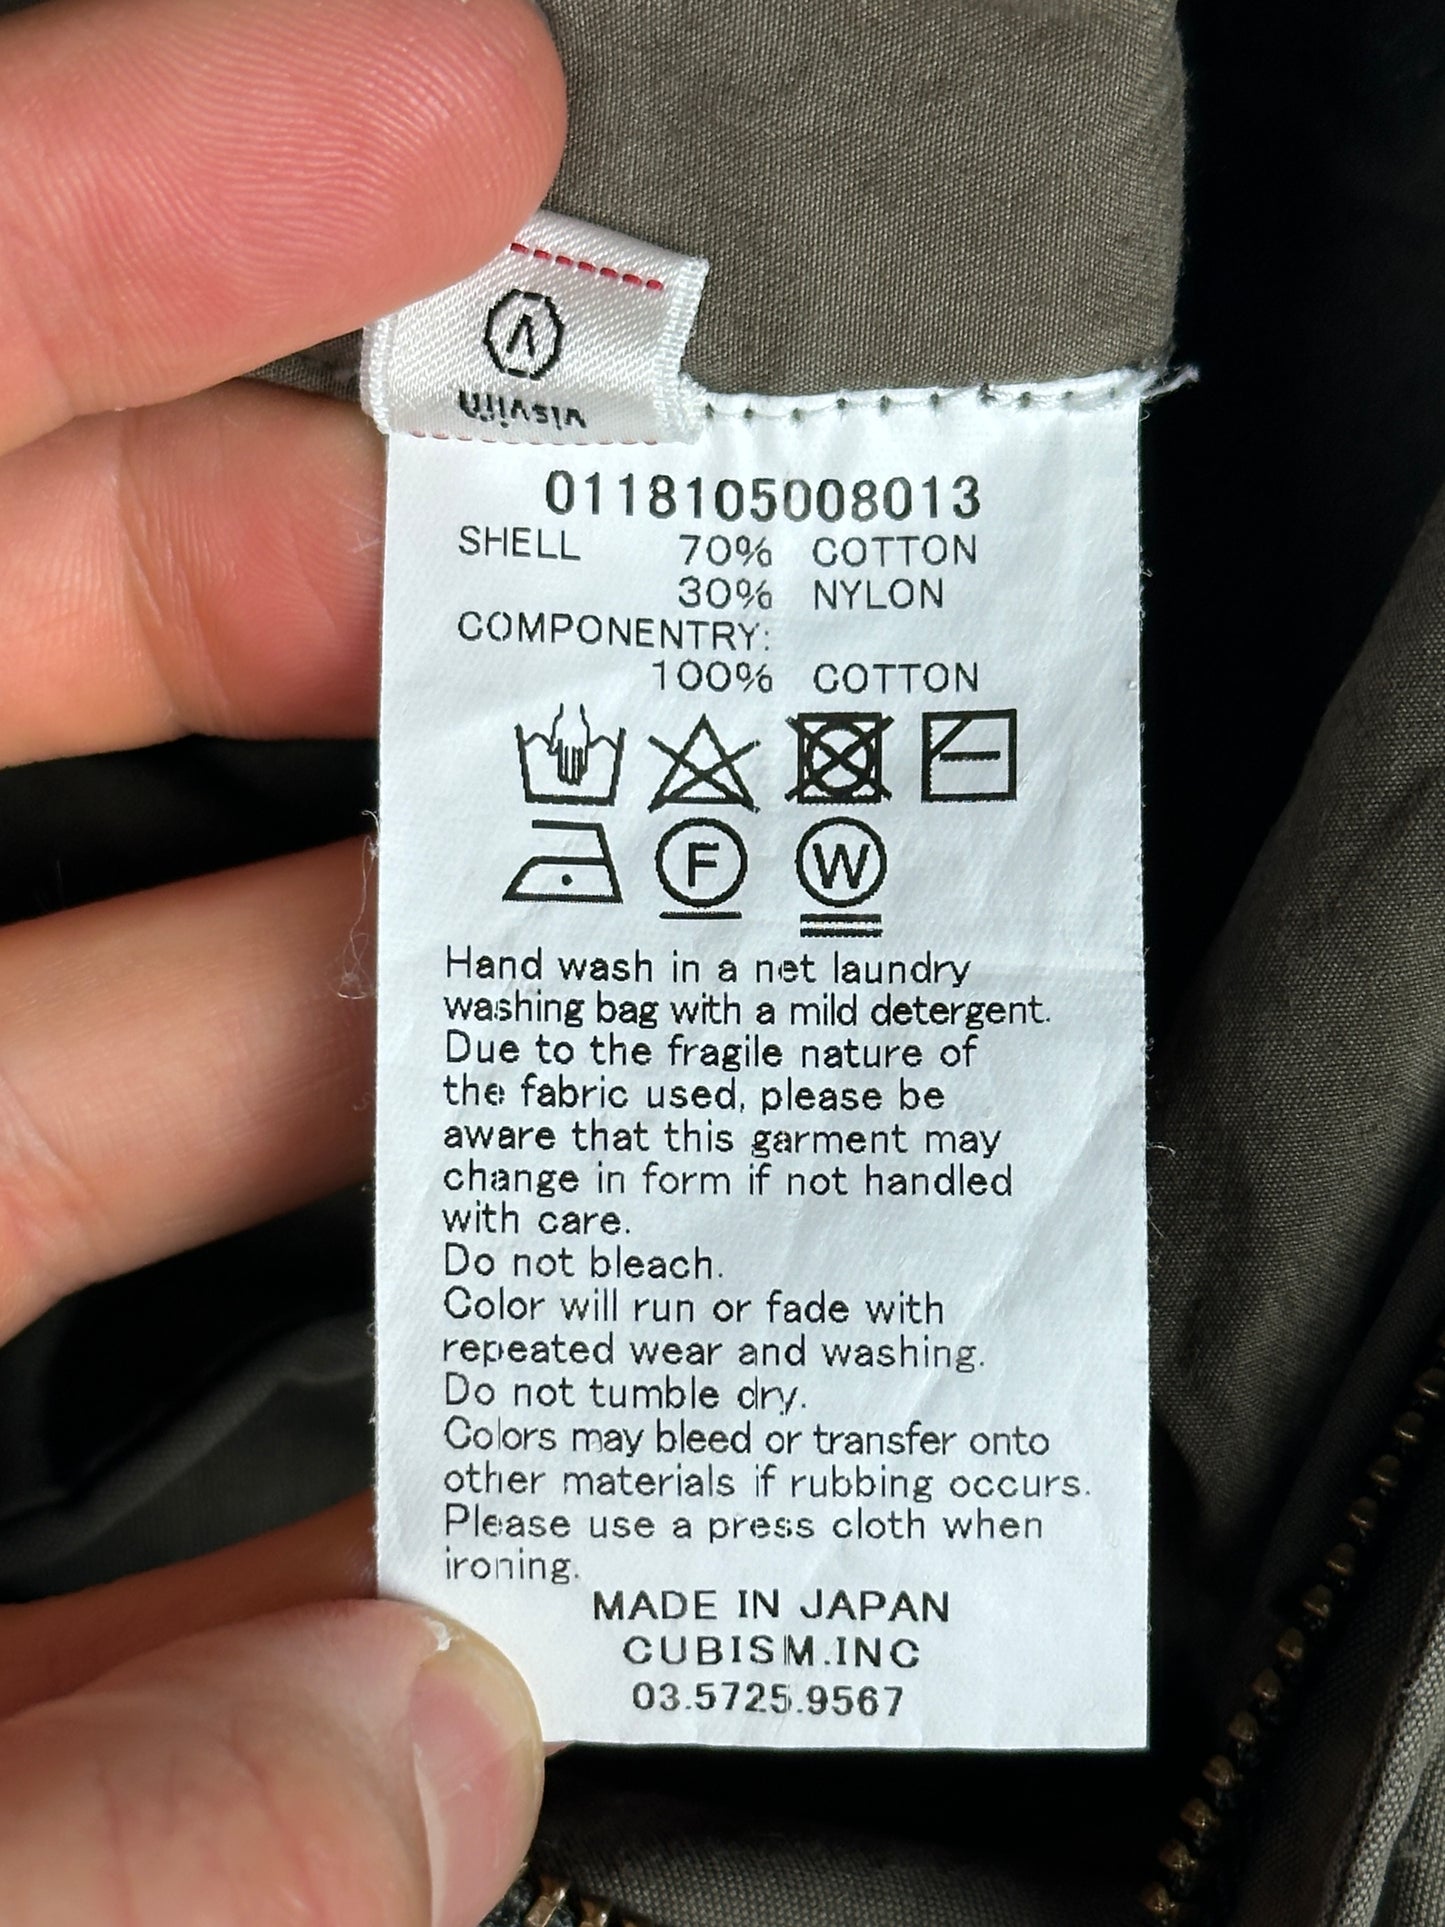 visvim
0118105008013
SHELL 70% COTTON
30% NYLON
COMPONENTRY:
100% COTTON
F W
Hand wash in a net laundry
washing bag with a mild detergent.
Due to the fragile nature of
the fabric used, please be
aware that this garment may
change in form if not handled
with care.
Do not bleach.
Color will run or fade with
repeated wear and washing.
Do not tumble dry.
Colors may bleed or transfer onto
other materials if rubbing occurs.
Please use a press cloth when
ironing.
MADE IN JAPAN
CUBISM.INC
03.5725.9567